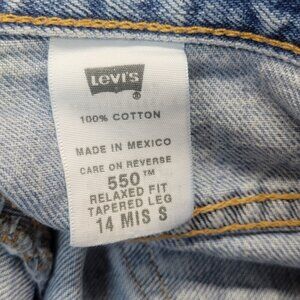 Levi's
®
100% COTTON
MADE IN MEXICO
CARE ON REVERSE
550™
RELAXED FIT
TAPERED LEG
14 MIS S